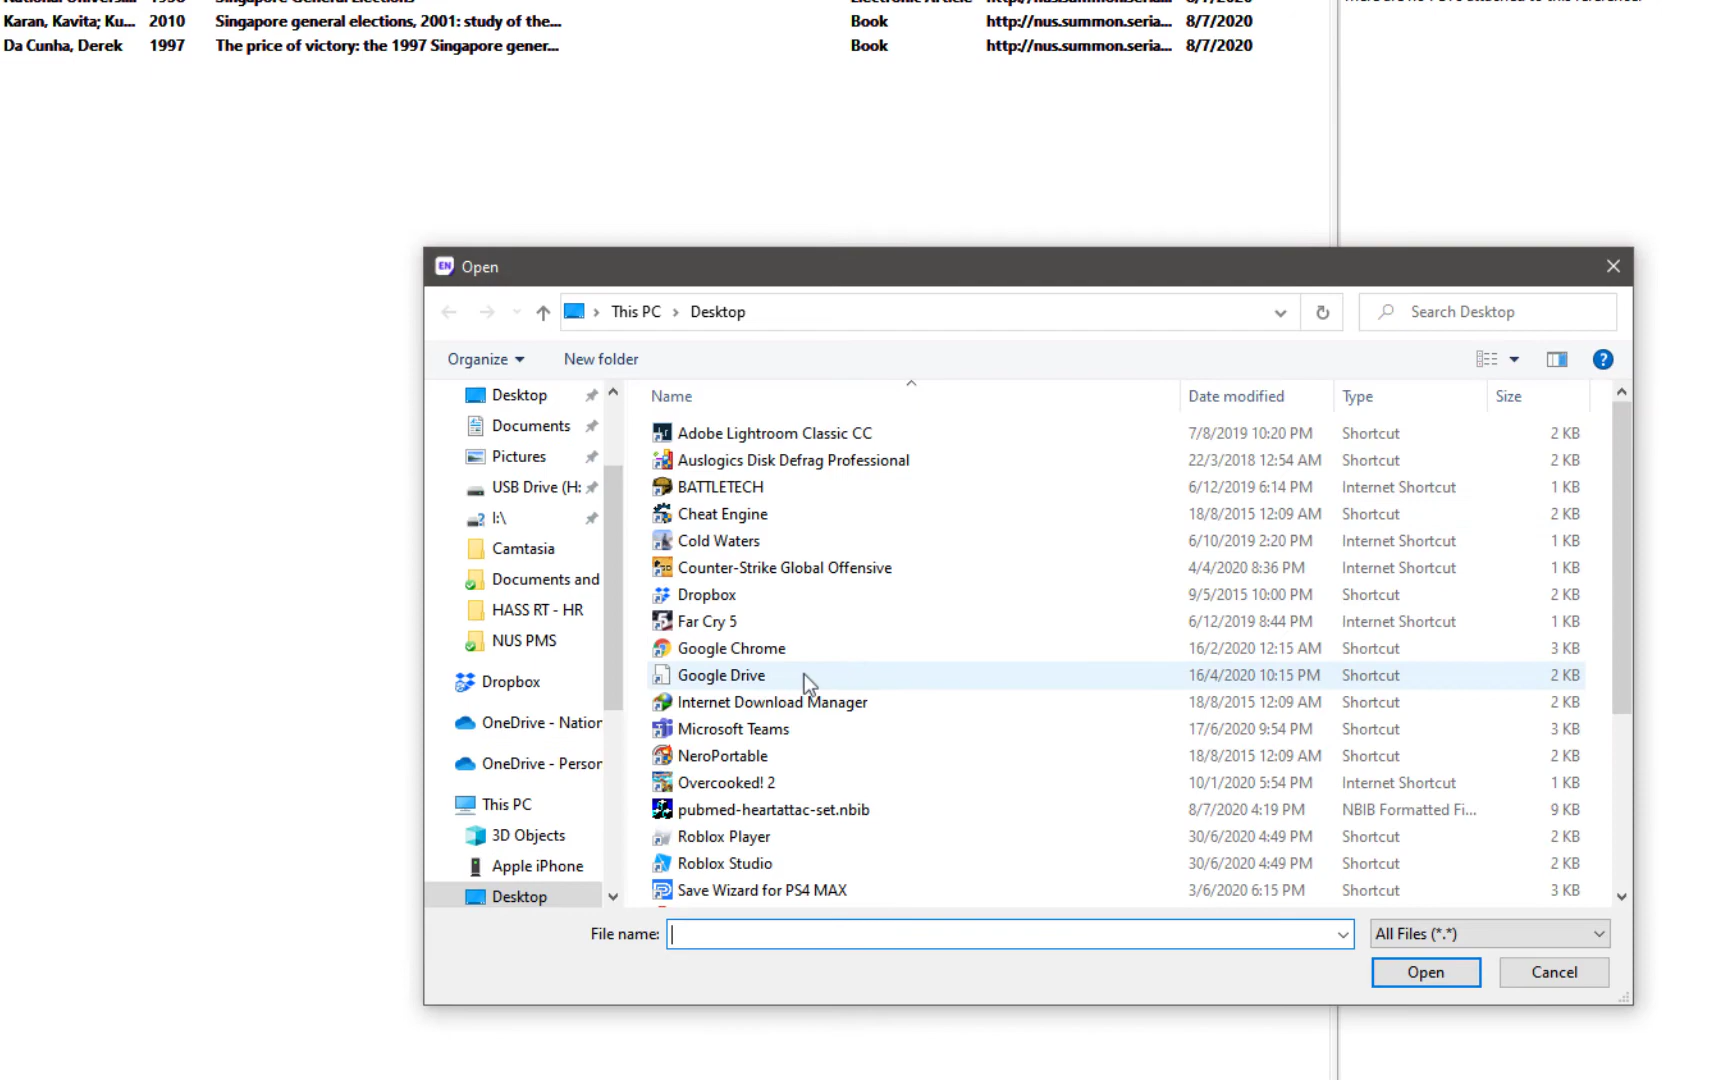 1998 Singapore General Elections Electronic Article 8/7/2020
Karan, Kavita; Ku... 2010 Singapore general elections, 2001: study of the... Book http://nus.summon.seria... 8/7/2020
Da Cunha, Derek 1997 The price of victory: the 1997 Singapore gener... Book http://nus.summon.seria... 8/7/2020
EN Open
This PC > Desktop
Search Desktop
Organize New folder
Desktop
Documents
Pictures
USB Drive (H:
I:\
Camtasia
Documents and
HASS RT - HR
NUS PMS
Dropbox
OneDrive - Nation
OneDrive - Person
This PC
3D Objects
Apple iPhone
Desktop
Name Date modified Type Size
Adobe Lightroom Classic CC 7/8/2019 10:20 PM Shortcut 2 KB
Auslogics Disk Defrag Professional 22/3/2018 12:54 AM Shortcut 2 KB
BATTLETECH 6/12/2019 6:14 PM Internet Shortcut 1 KB
Cheat Engine 18/8/2015 12:09 AM Shortcut 2 KB
Cold Waters 6/10/2019 2:20 PM Internet Shortcut 1 KB
Counter-Strike Global Offensive 4/4/2020 8:36 PM Internet Shortcut 1 KB
Dropbox 9/5/2015 10:00 PM Shortcut 2 KB
Far Cry 5 6/12/2019 8:44 PM Internet Shortcut 1 KB
Google Chrome 16/2/2020 12:15 AM Shortcut 3 KB
Google Drive 16/4/2020 10:15 PM Shortcut 2 KB
Internet Download Manager 18/8/2015 12:09 AM Shortcut 2 KB
Microsoft Teams 17/6/2020 9:54 PM Shortcut 3 KB
NeroPortable 18/8/2015 12:09 AM Shortcut 2 KB
Overcooked! 2 10/1/2020 5:54 PM Internet Shortcut 1 KB
pubmed-heartattac-set.nbib 8/7/2020 4:19 PM NBIB Formatted Fi... 9 KB
Roblox Player 30/6/2020 4:49 PM Shortcut 2 KB
Roblox Studio 30/6/2020 4:49 PM Shortcut 2 KB
Save Wizard for PS4 MAX 3/6/2020 6:15 PM Shortcut 3 KB
File name: All Files (*.*)
Open Cancel